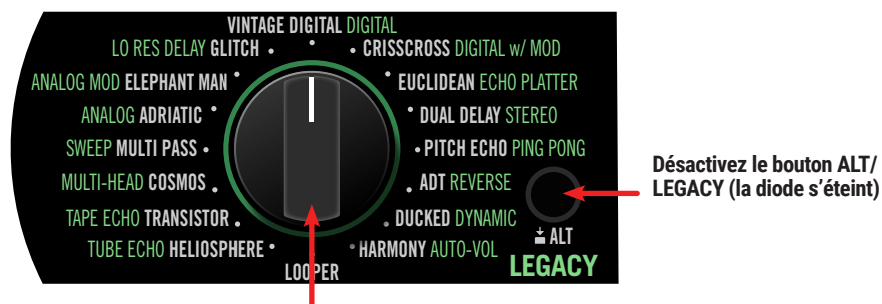 VINTAGE DIGITAL DIGITAL
LO RES DELAY GLITCH
CRISSCROSS DIGITAL w/ MOD
ANALOG MOD ELEPHANT MAN
EUCLIDEAN ECHO PLATTER
ANALOG ADRIATIC
DUAL DELAY STEREO
SWEEP MULTI PASS
PITCH ECHO PING PONG
MULTI-HEAD COSMOS
ADT REVERSE
TAPE ECHO TRANSISTOR
DUCKED DYNAMIC
TUBE ECHO HELIOSPHERE
HARMONY AUTO-VOL
LOOPER
ALT
LEGACY
Désactivez le bouton ALT/
LEGACY (la diode s’éteint)